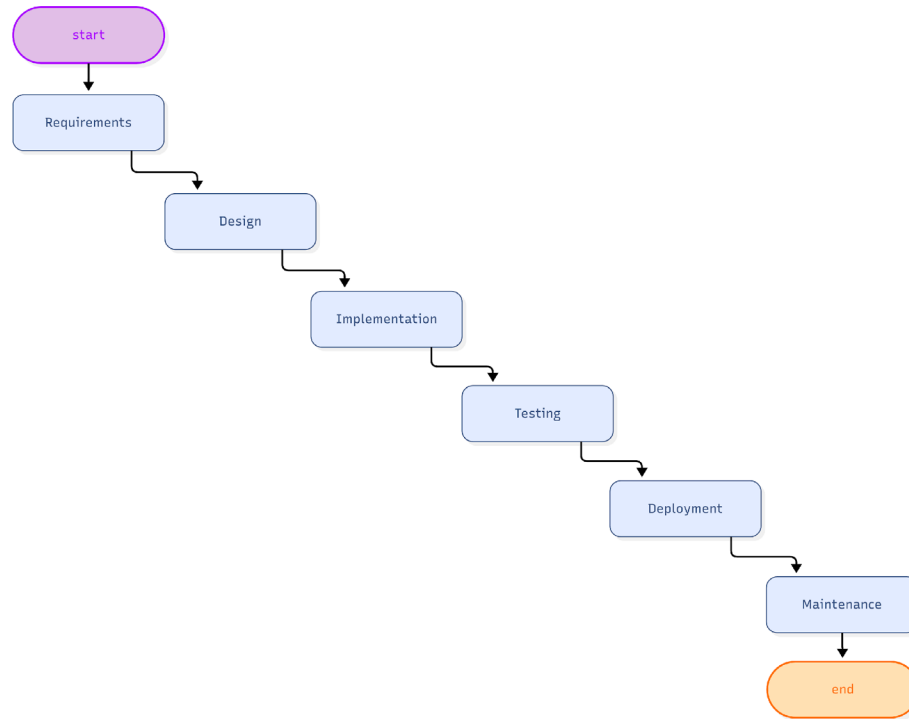 start
Requirements
Design
Implementation
Testing
Deployment
Maintenance
end